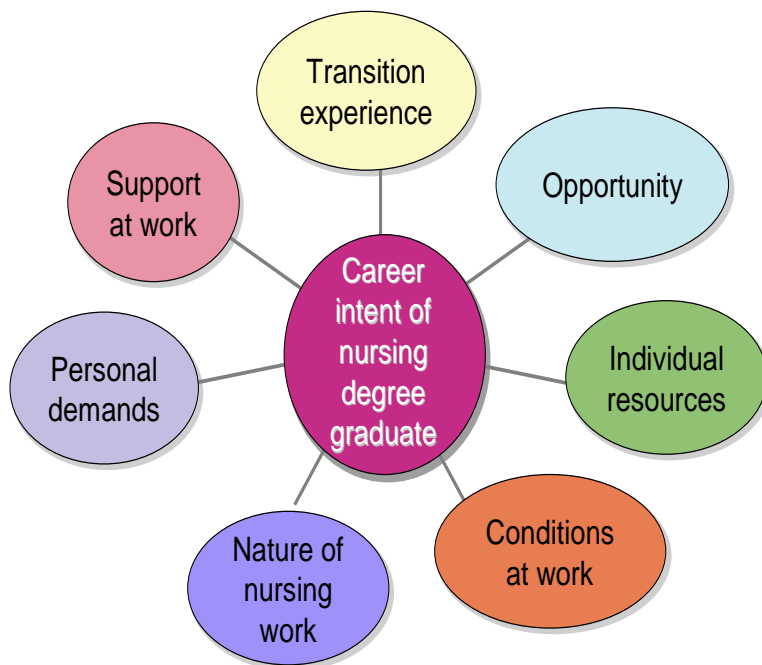 Transition
experience
Opportunity
Support
at work
Career
intent of
nursing
degree
graduate
Individual
resources
Personal
demands
Conditions
at work
Nature of
nursing
work